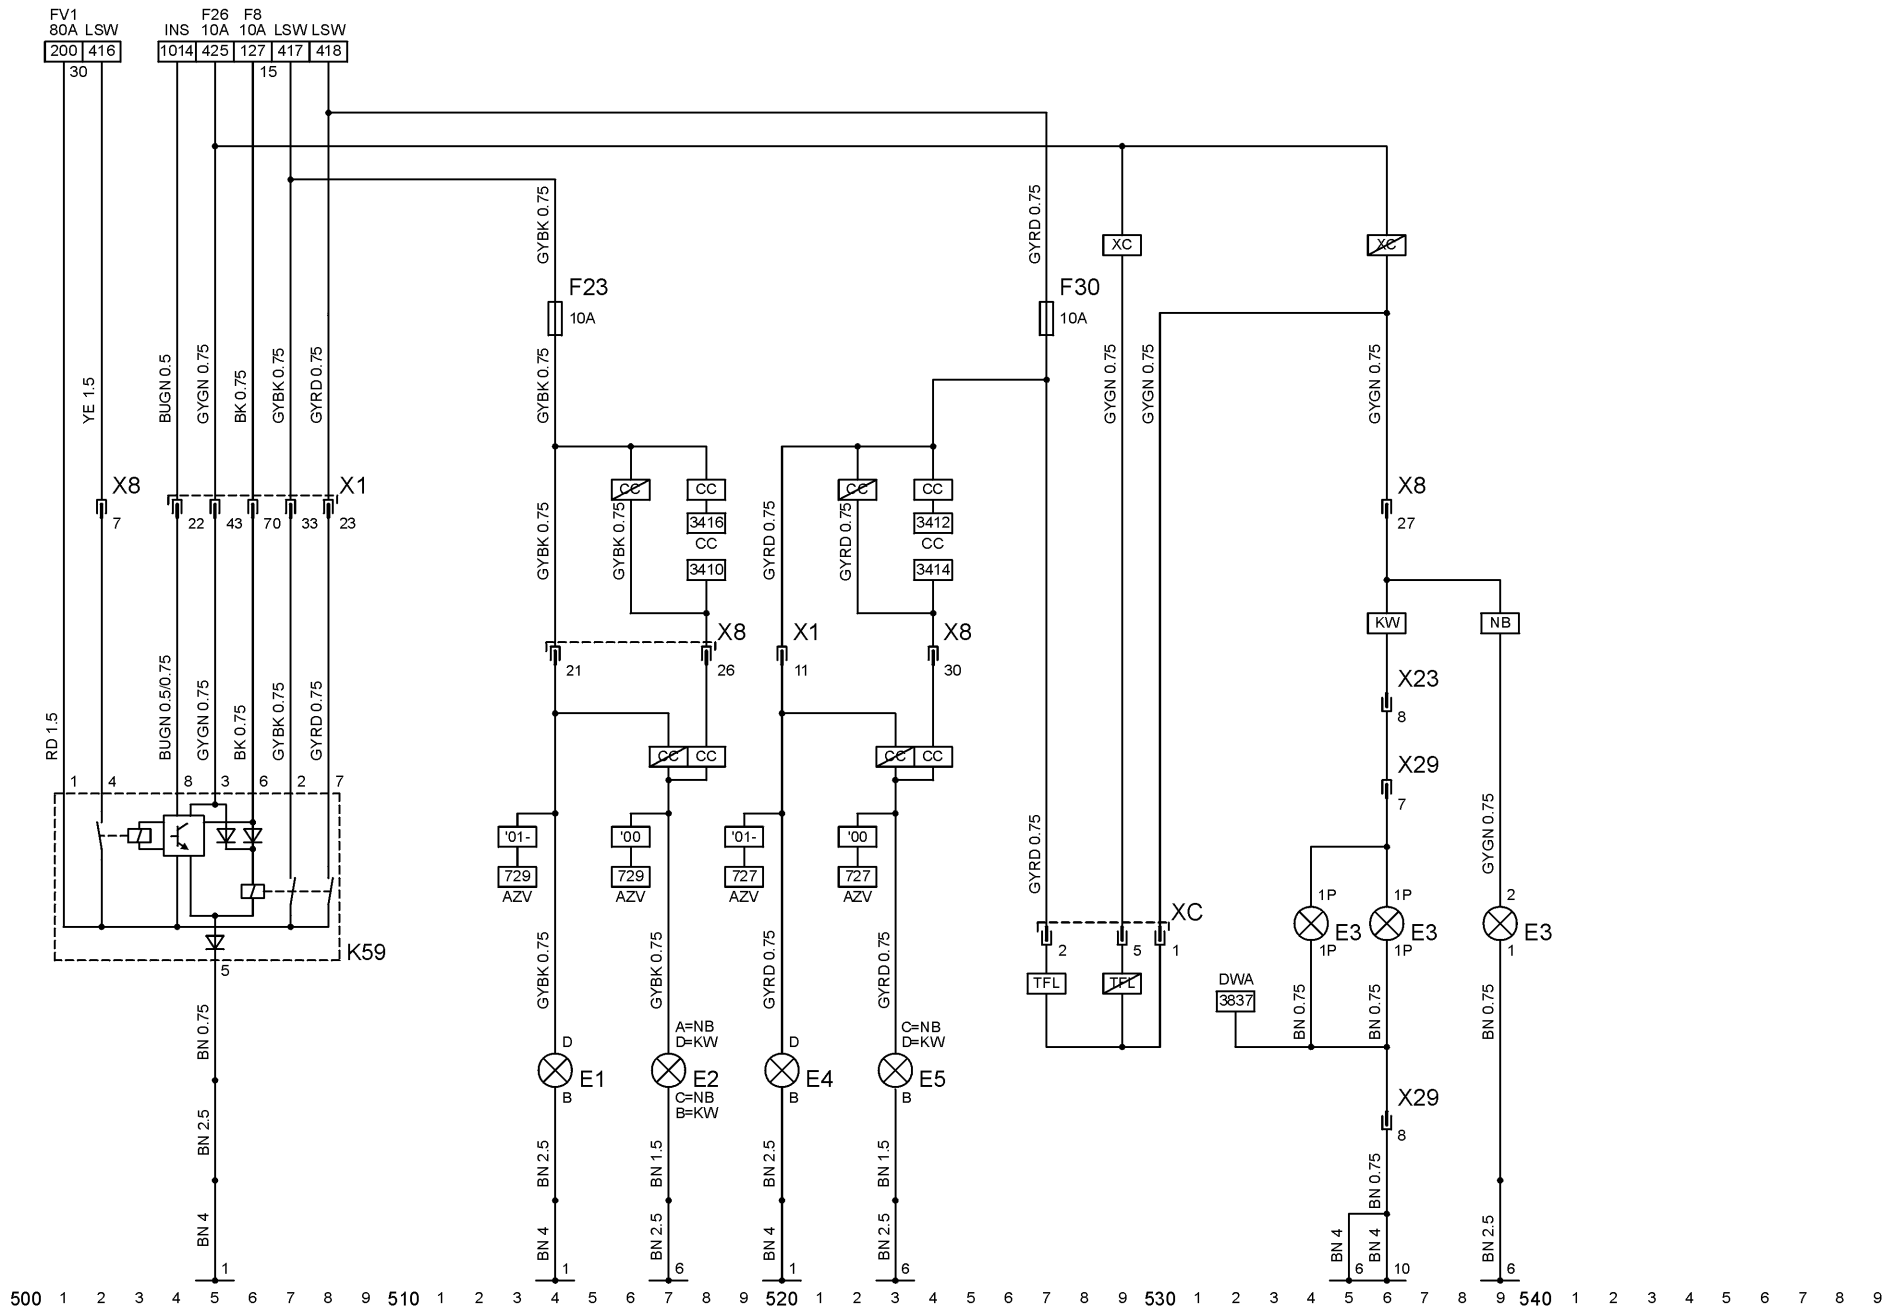 FV1 F26 F8
80A LSW INS 10A 10A LSW LSW
200 416 1014 425 127 417 418
30 15
GYBK 0.75
GYRD 0.75
XC XC
F23 F30
10A 10A
YE 1.5
BUGN 0.5
GYGN 0.75
BK 0.75
GYBK 0.75
GYRD 0.75
GYBK 0.75
GYGN 0.75
GYGN 0.75
GYGN 0.75
X8 X1 CC CC CC CC X8
7 22 43 70 33 23 3416 3412 27
CC CC
GYBK 0.75
GYBK 0.75
GYRD 0.75
GYRD 0.75
3410 3414
KW NB
X8 X1 X8
21 26 11 30
X23
8
RD 1.5
BUGN 0.5/0.75
GYGN 0.75
BK 0.75
GYBK 0.75
GYRD 0.75
CC CC CC CC
X29
1 4 8 3 6 2 7
7
'01- '00 '01- '00
729 729 727 727
AZV AZV AZV AZV
GYRD 0.75
GYGN 0.75
1P 1P 2
XC
E3 E3 E3
K59
1P 1P 1
2 5 1
5
TFL TFL DWA
3837
GYBK 0.75
GYBK 0.75
GYRD 0.75
GYRD 0.75
BN 0.75
BN 0.75
BN 0.75
BN 0.75
A=NB C=NB
D D=KW D D=KW
E1 E2 E4 E5
B C=NB B B
B=KW
X29
8
BN 2.5
BN 2.5
BN 1.5
BN 2.5
BN 1.5
BN 0.75
BN 4
BN 4
BN 2.5
BN 4
BN 2.5
BN 4
BN 4
BN 2.5
1 1 6 1 6 6 10 6
500 1 2 3 4 5 6 7 8 9 510 1 2 3 4 5 6 7 8 9 520 1 2 3 4 5 6 7 8 9 530 1 2 3 4 5 6 7 8 9 540 1 2 3 4 5 6 7 8 9